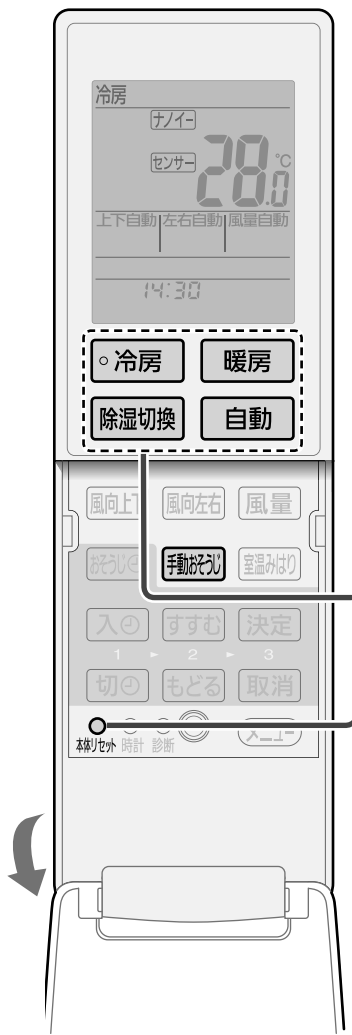 冷房
ナノイー
センサー 28.0℃
上下自動 左右自動 風量自動
14:30
冷房 暖房
除湿切換 自動
風向上下 風向左右 風量
おそうじ 手動おそうじ 室温みはり
入 すすむ 決定
1 ► 2 ► 3
切 もどる 取消
本体リセット 時計 診断 メニュー